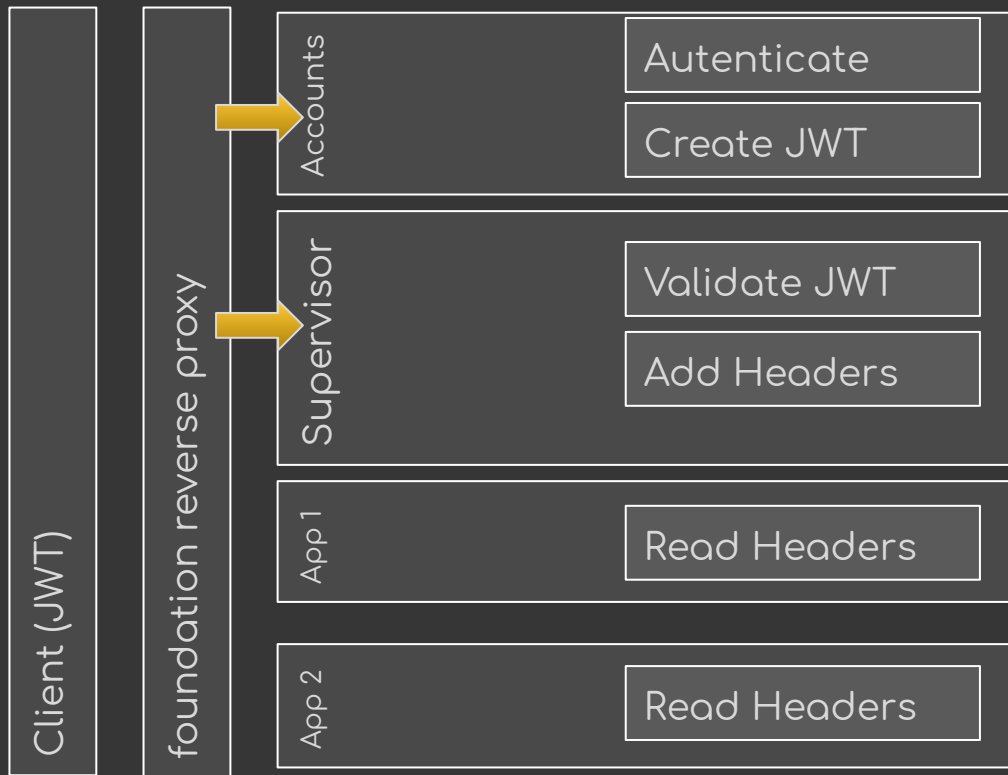 Client (JWT)
foundation reverse proxy
Accounts
Autenticate
Create JWT
Supervisor
Validate JWT
Add Headers
App 1
Read Headers
App 2
Read Headers